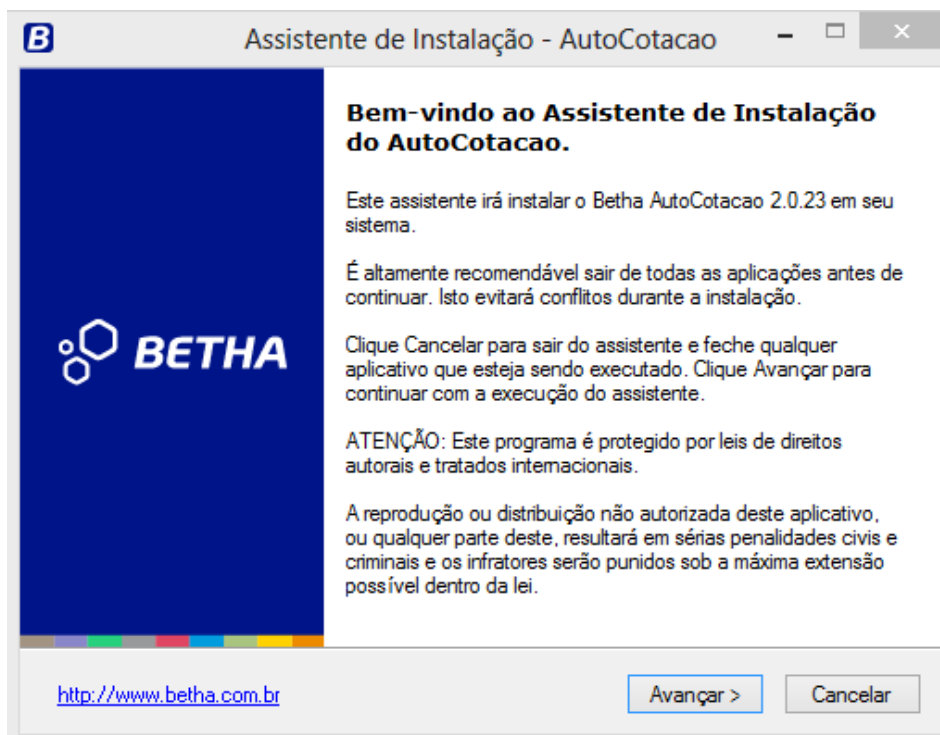 B
Assistente de Instalação - AutoCotacao
Bem-vindo ao Assistente de Instalação
do AutoCotacao.
Este assistente irá instalar o Betha AutoCotacao 2.0.23 em seu
sistema.
É altamente recomendável sair de todas as aplicações antes de
continuar. Isto evitará conflitos durante a instalação.
BETHA
Clique Cancelar para sair do assistente e feche qualquer
aplicativo que esteja sendo executado. Clique Avançar para
continuar com a execução do assistente.
ATENÇÃO: Este programa é protegido por leis de direitos
autorais e tratados internacionais.
A reprodução ou distribuição não autorizada deste aplicativo,
ou qualquer parte deste, resultará em sérias penalidades civis e
criminais e os infratores serão punidos sob a máxima extensão
possível dentro da lei.
http://www.betha.com.br
Avançar >
Cancelar